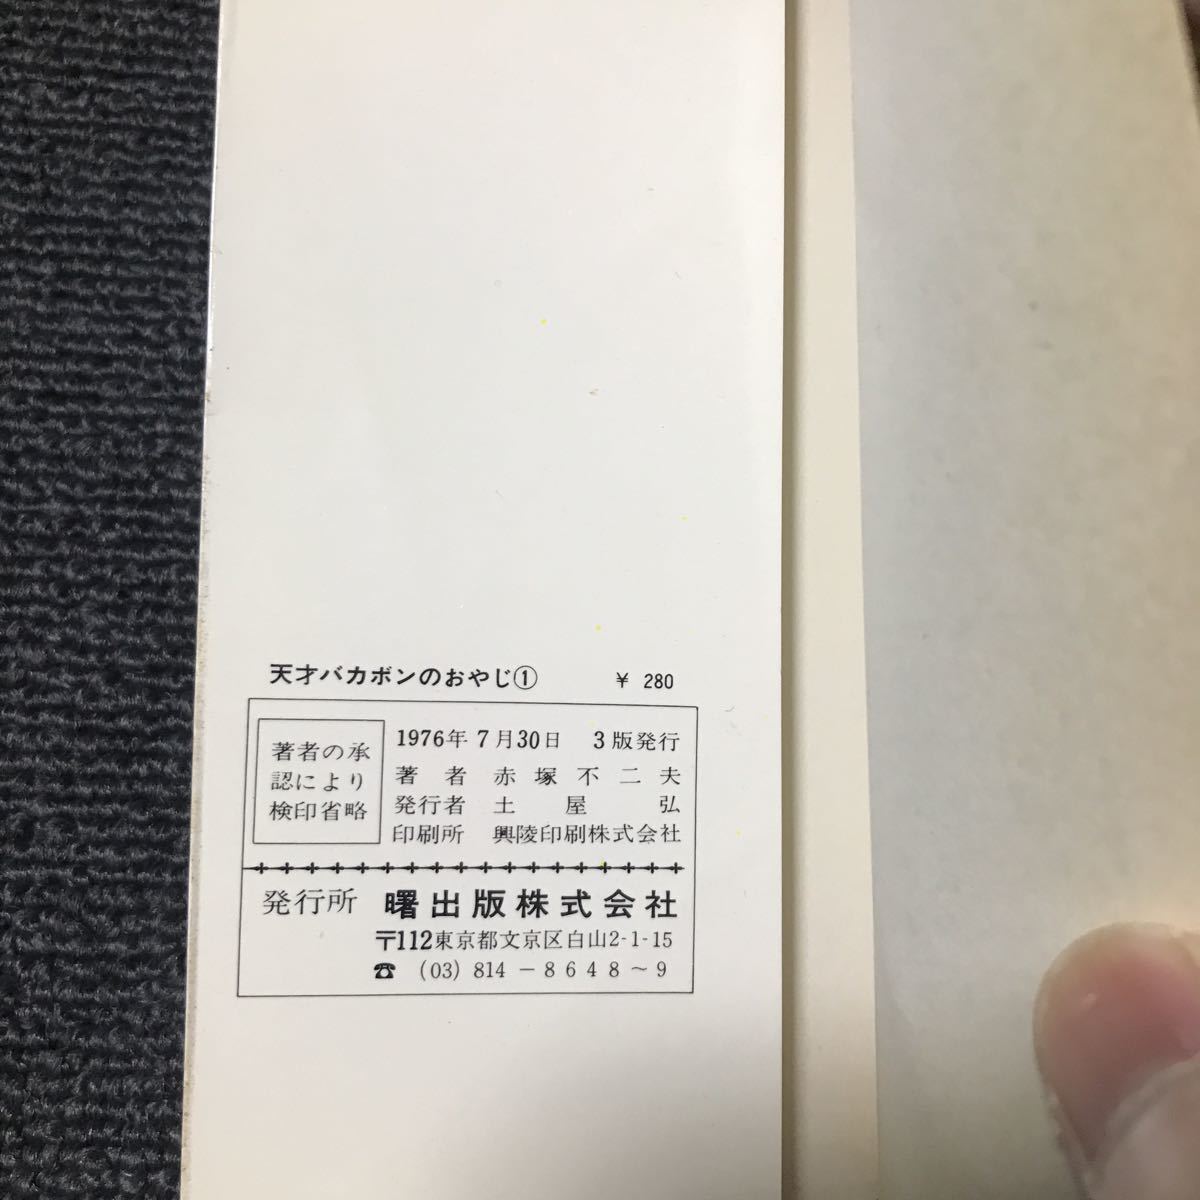 天才バカボンのおやじ① ¥ 280
著者の承
認により
検印省略
1976年 7月30日 3版発行
著者 赤塚不二夫
発行者 土屋弘
印刷所 興陵印刷株式会社
発行所 曙出版株式会社
〒112東京都文京区白山2-1-15
☎ (03) 814-8648~9